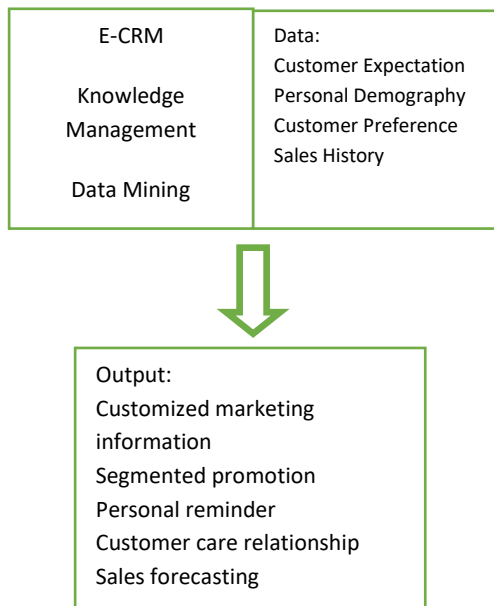 E-CRM
Knowledge
Management
Data Mining
Data:
Customer Expectation
Personal Demography
Customer Preference
Sales History
Output:
Customized marketing
information
Segmented promotion
Personal reminder
Customer care relationship
Sales forecasting